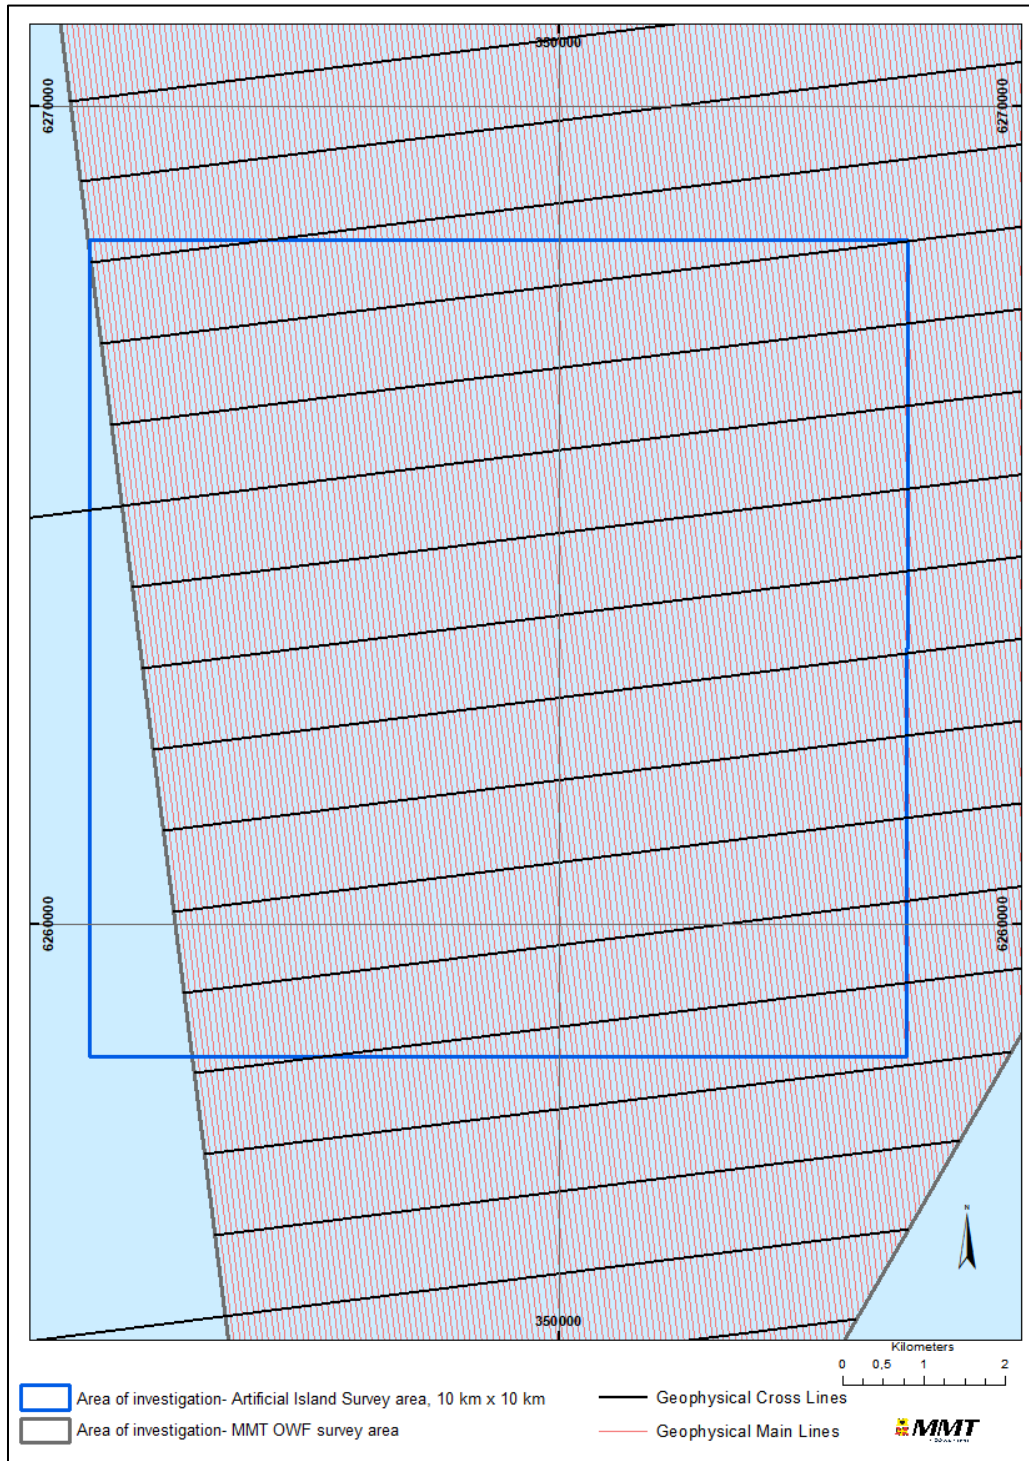 350000
6270000
6270000
6260000
6260000
350000
N
Kilometers
0 0,5 1 2
Area of investigation- Artificial Island Survey area, 10 km x 10 km
Geophysical Cross Lines
Area of investigation- MMT OWF survey area
Geophysical Main Lines
MMT